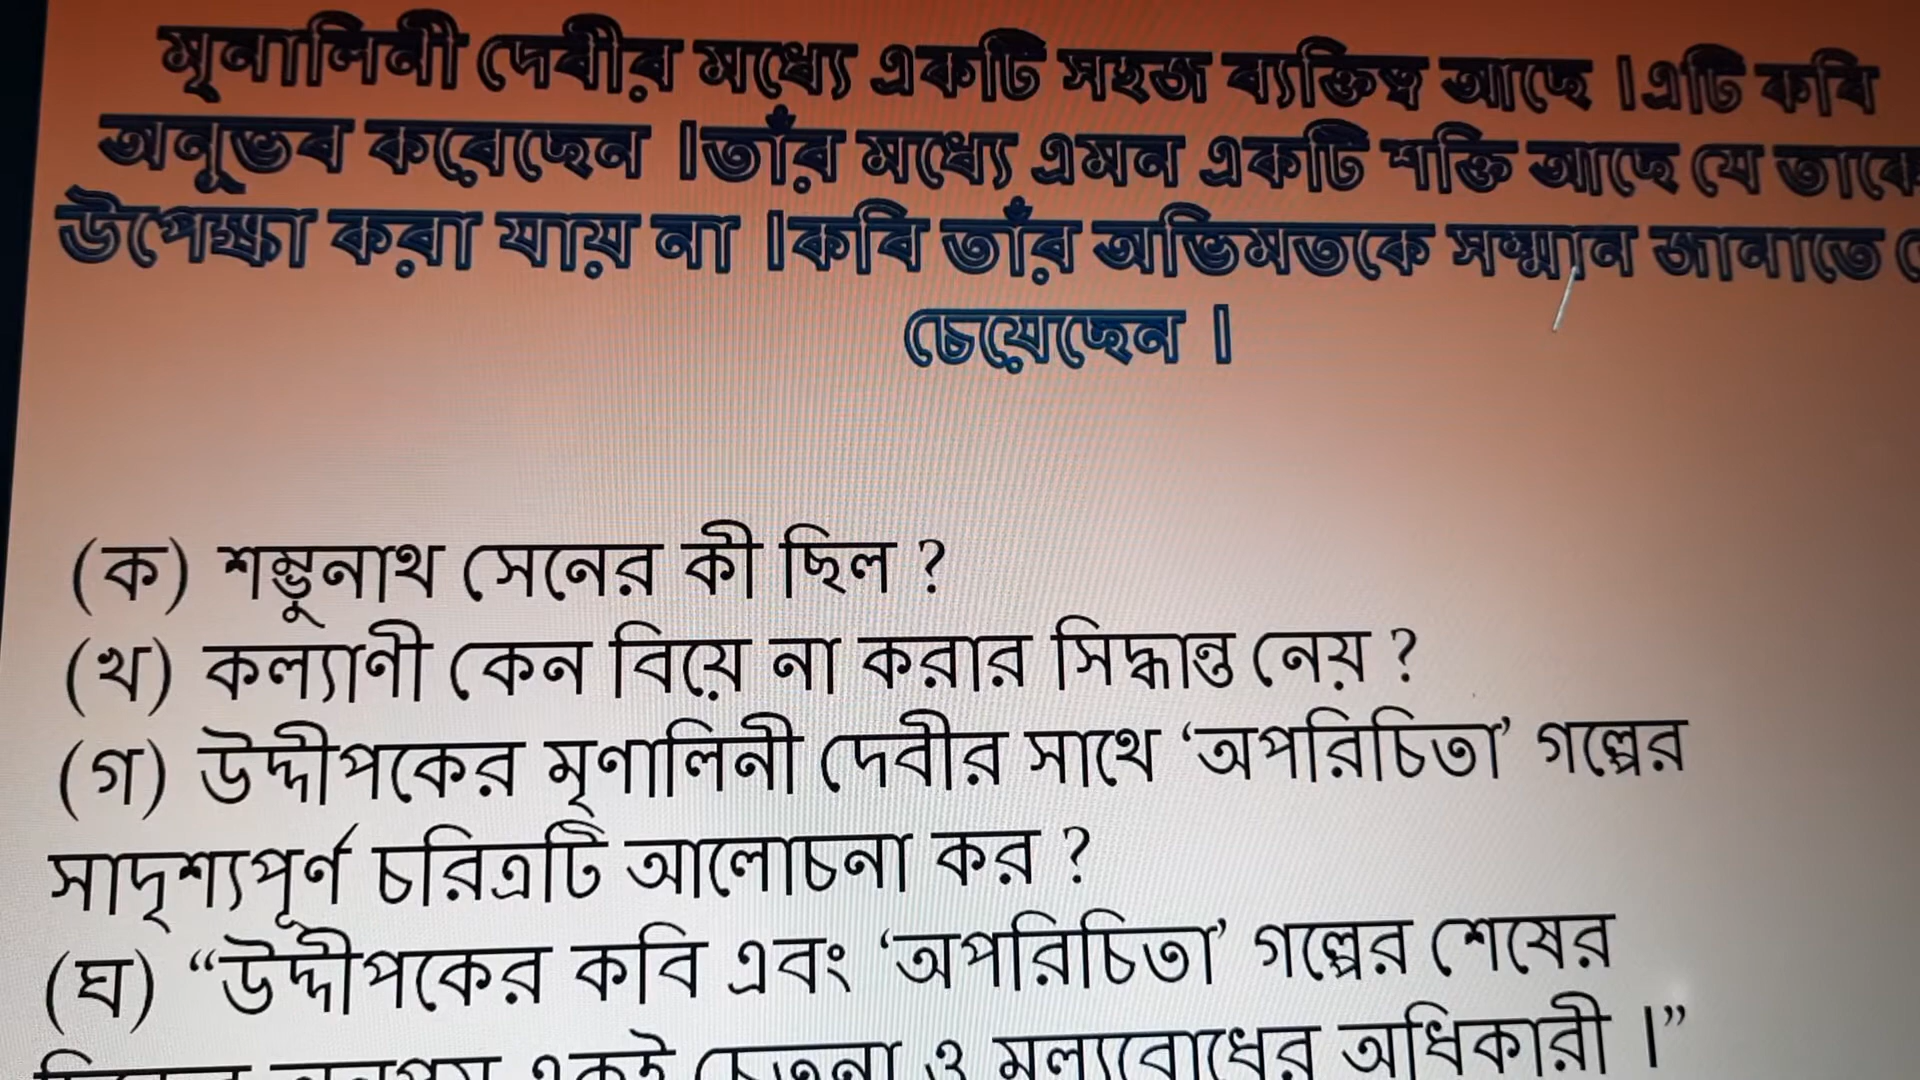 মৃনালিনী দেবীর মধ্যে একটি সহজ ব্যক্তিত্ব আছে ।এটি কবি
অনুভব করেছেন ।তাঁর মধ্যে এমন একটি শক্তি আছে যে তাকে
উপেক্ষা করা যায় না ।কবি তাঁর অভিমতকে সম্মান জানাতে
চেয়েছেন ।
(ক) শম্ভুনাথ সেনের কী ছিল ?
(খ) কল্যাণী কেন বিয়ে না করার সিদ্ধান্ত নেয় ?
(গ) উদ্দীপকের মৃণালিনী দেবীর সাথে ‘অপরিচিতা’ গল্পের
সাদৃশ্যপূর্ণ চরিত্রটি আলোচনা কর ?
(ঘ) “উদ্দীপকের কবি এবং ‘অপরিচিতা’ গল্পের শেষের
দিকের অনুপম একই চেতনা ও মূল্যবোধের অধিকারী ।”